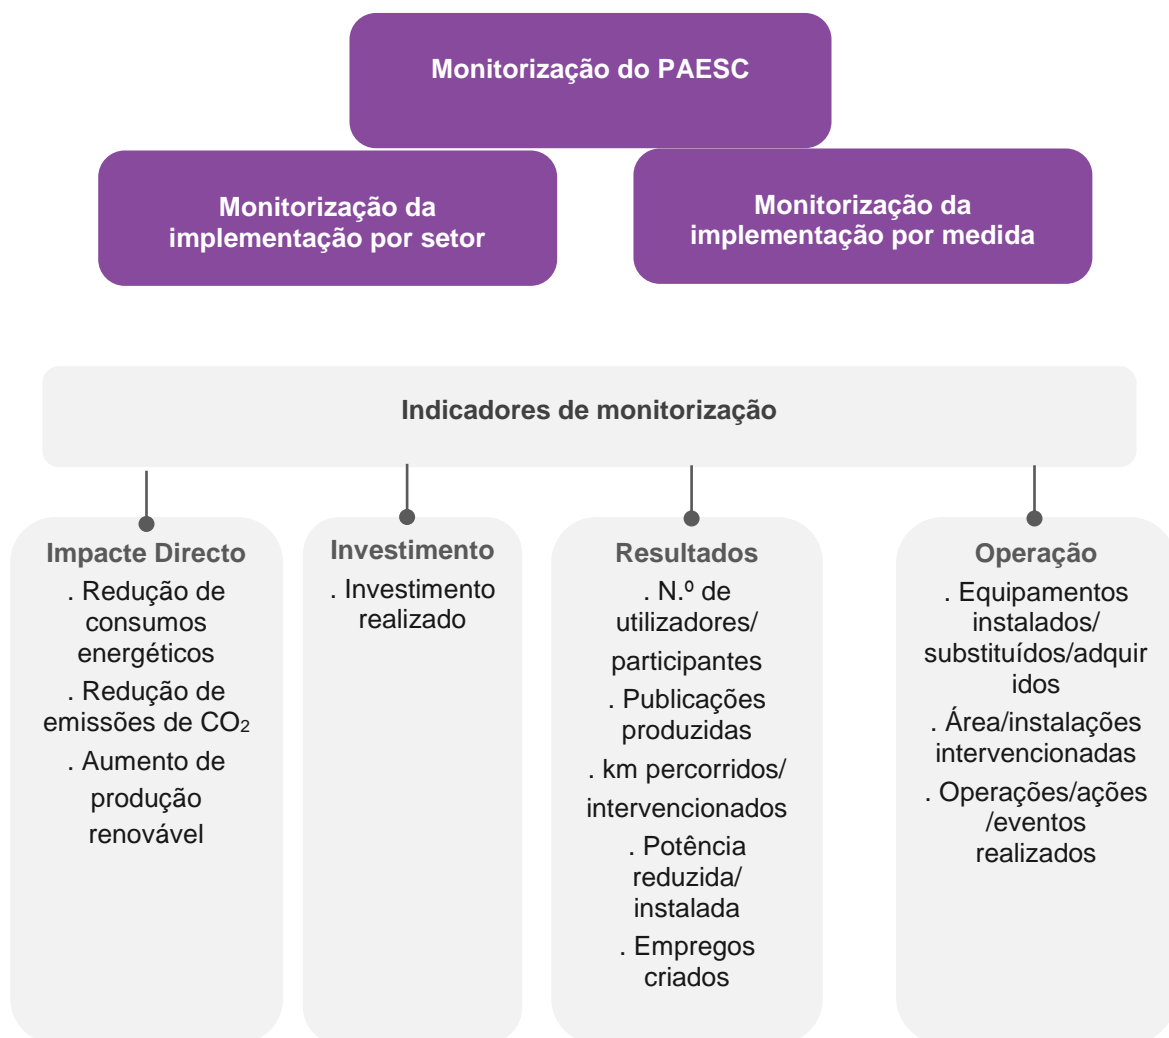 Monitorização do PAESC
Monitorização da
implementação por setor
Monitorização da
implementação por medida
Indicadores de monitorização
Impacte Directo
. Redução de
consumos
energéticos
. Redução de
emissões de CO₂
. Aumento de
produção
renovável
Investimento
. Investimento
realizado
Resultados
. N.º de
utilizadores/
participantes
. Publicações
produzidas
. km percorridos/
intervencionados
. Potência
reduzida/
instalada
. Empregos
criados
Operação
. Equipamentos
instalados/
substituídos/adquir
idos
. Área/instalações
intervencionadas
. Operações/ações
/eventos
realizados